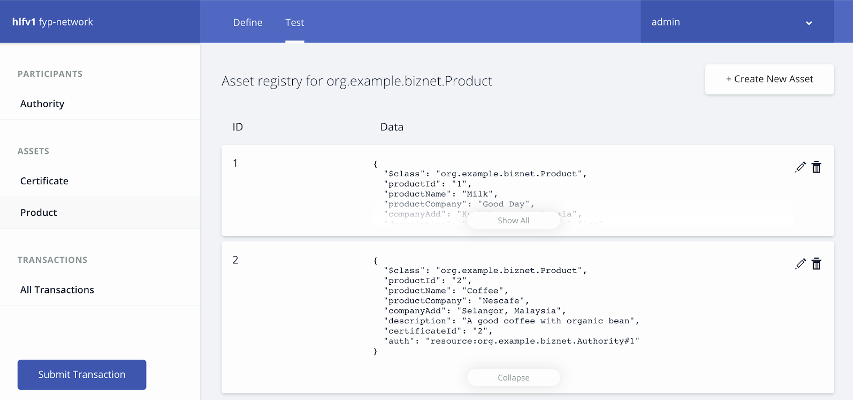 hlfv1 fyp-network
Define
Test
admin
PARTICIPANTS
Authority
ASSETS
Certificate
Product
TRANSACTIONS
All Transactions
Submit Transaction
Asset registry for org.example.biznet.Product
+ Create New Asset
ID Data
1
{
"$class": "org.example.biznet.Product",
"productId": "1",
"productName": "Milk",
"productCompany": "Good Day",
"companyAdd":
Show All
2
{
"$class": "org.example.biznet.Product",
"productId": "2",
"productName": "Coffee",
"productCompany": "Nescafe",
"companyAdd": "Selangor, Malaysia",
"description": "A good coffee with organic bean",
"certificateId": "2",
"auth": "resource:org.example.biznet.Authority#1"
}
Collapse